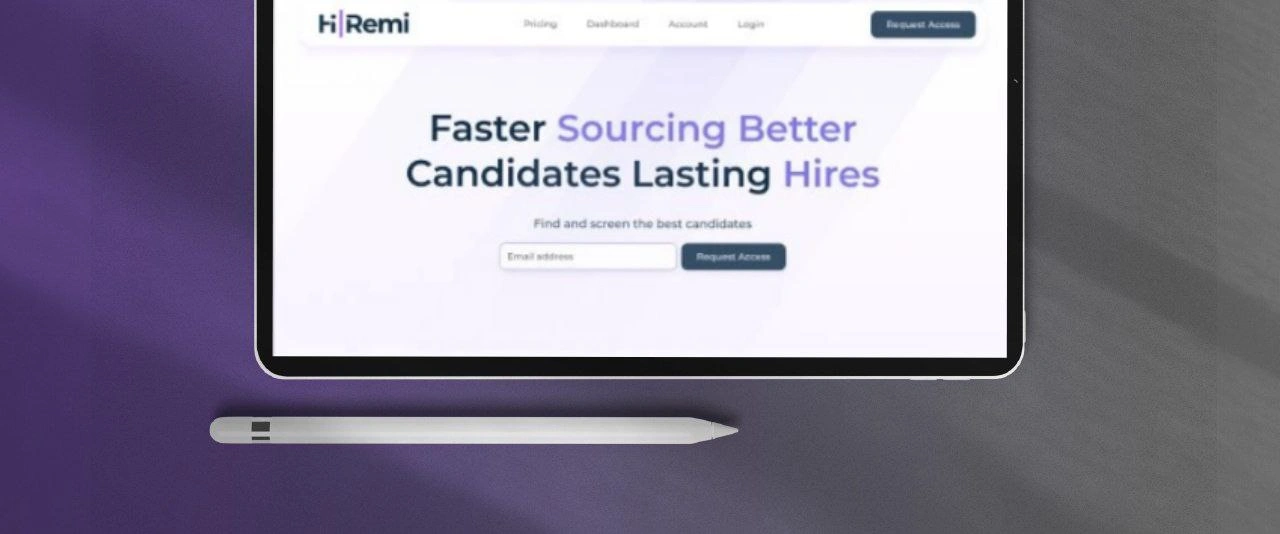 Hi|Remi
Pricing Dashboard Account Login
Request Access
Faster Sourcing Better
Candidates Lasting Hires
Find and screen the best candidates
Email address
Request Access